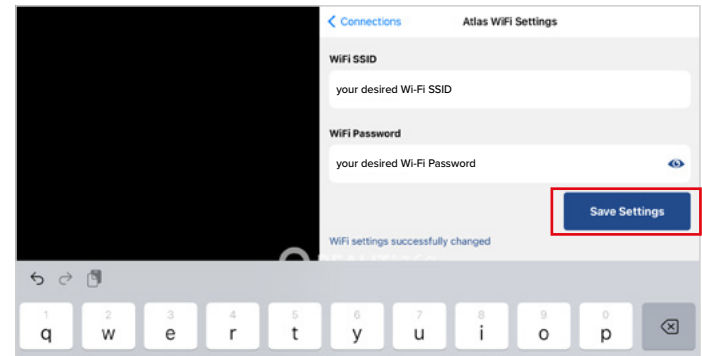 Connections
Atlas WiFi Settings
WiFi SSID
your desired Wi-Fi SSID
WiFi Password
your desired Wi-Fi Password
Save Settings
WiFi settings successfully changed
1 2 3 4 5 6 7 8 9 0
q w e r t y u i o p